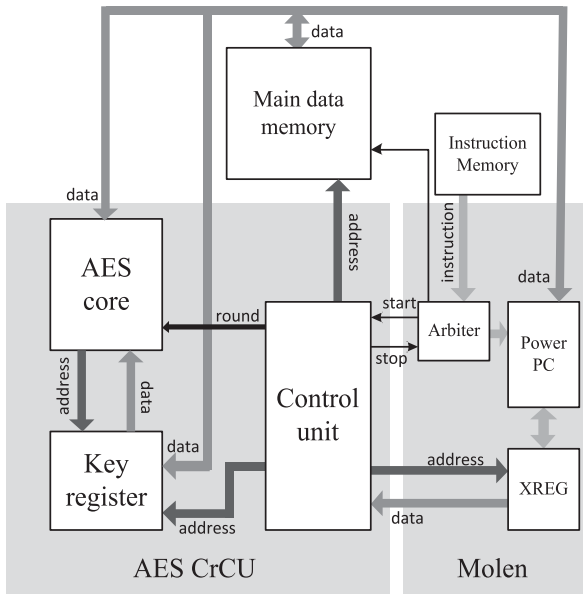 data
Main data
memory
Instruction
Memory
data
address
instruction
data
AES
core
start
round
Arbiter
stop
Power
PC
address
data
Control
unit
data
Key
register
address
address
XREG
data
AES CrCU
Molen